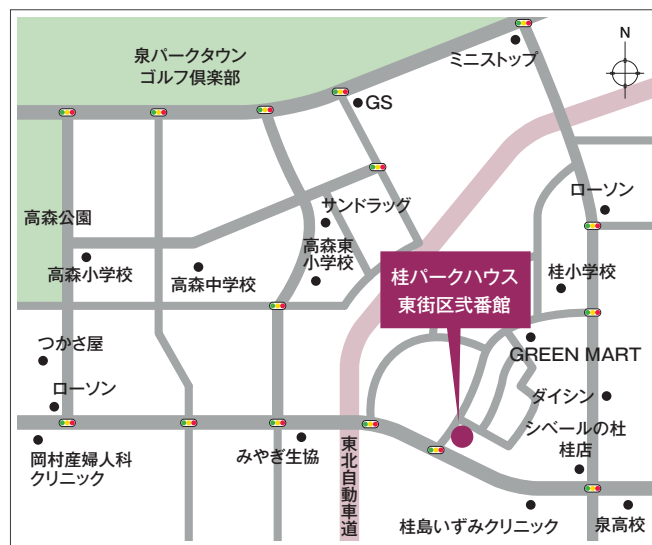 泉パークタウン
ゴルフ倶楽部
ミニストップ
N
GS
高森公園
サンドラッグ
ローソン
高森小学校
高森中学校
高森東
小学校
桂パークハウス
東街区弐番館
桂小学校
つかさ屋
GREEN MART
ローソン
ダイシン
岡村産婦人科
クリニック
みやぎ生協
東北自動車道
シベールの杜
桂店
桂島いずみクリニック
泉高校